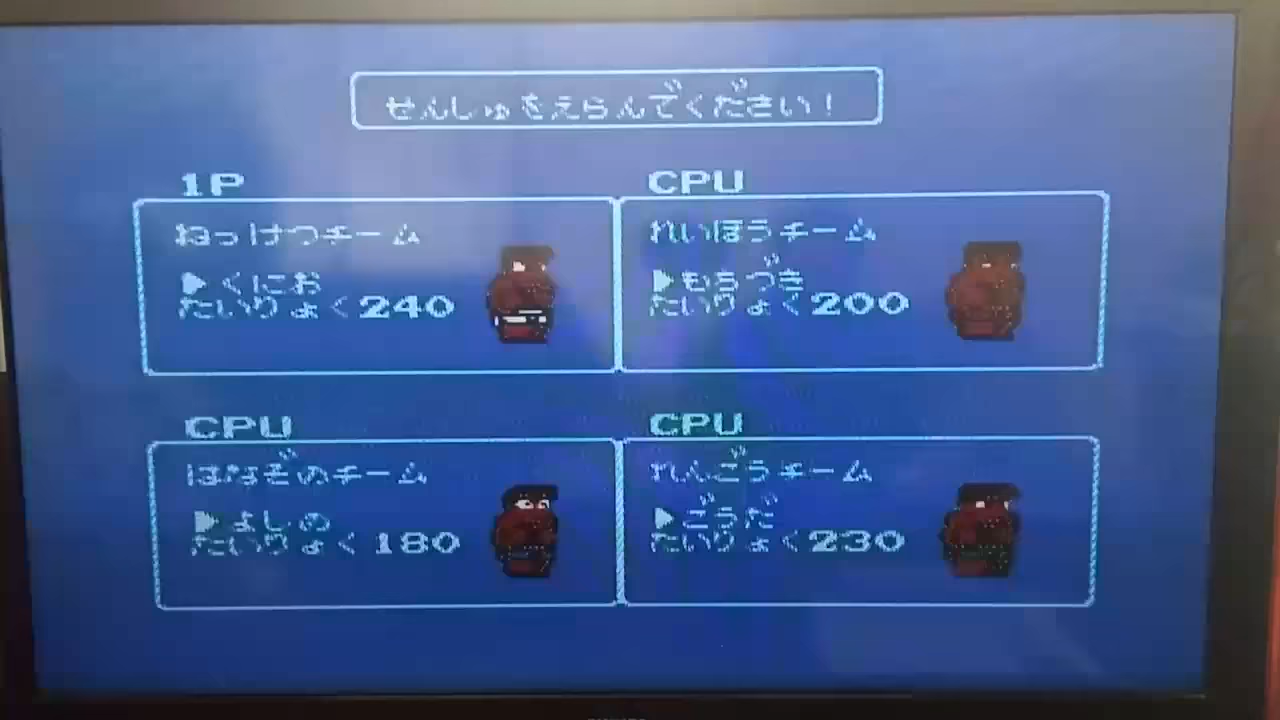 せんしゅをえらんでください!
1P
ねっけつチーム
▶くにお
たいりょく240
CPU
れいほうチーム
▶もちづき
たいりょく200
CPU
はなぞのチーム
▶よしの
たいりょく180
CPU
れんごうチーム
▶ごうだ
たいりょく230